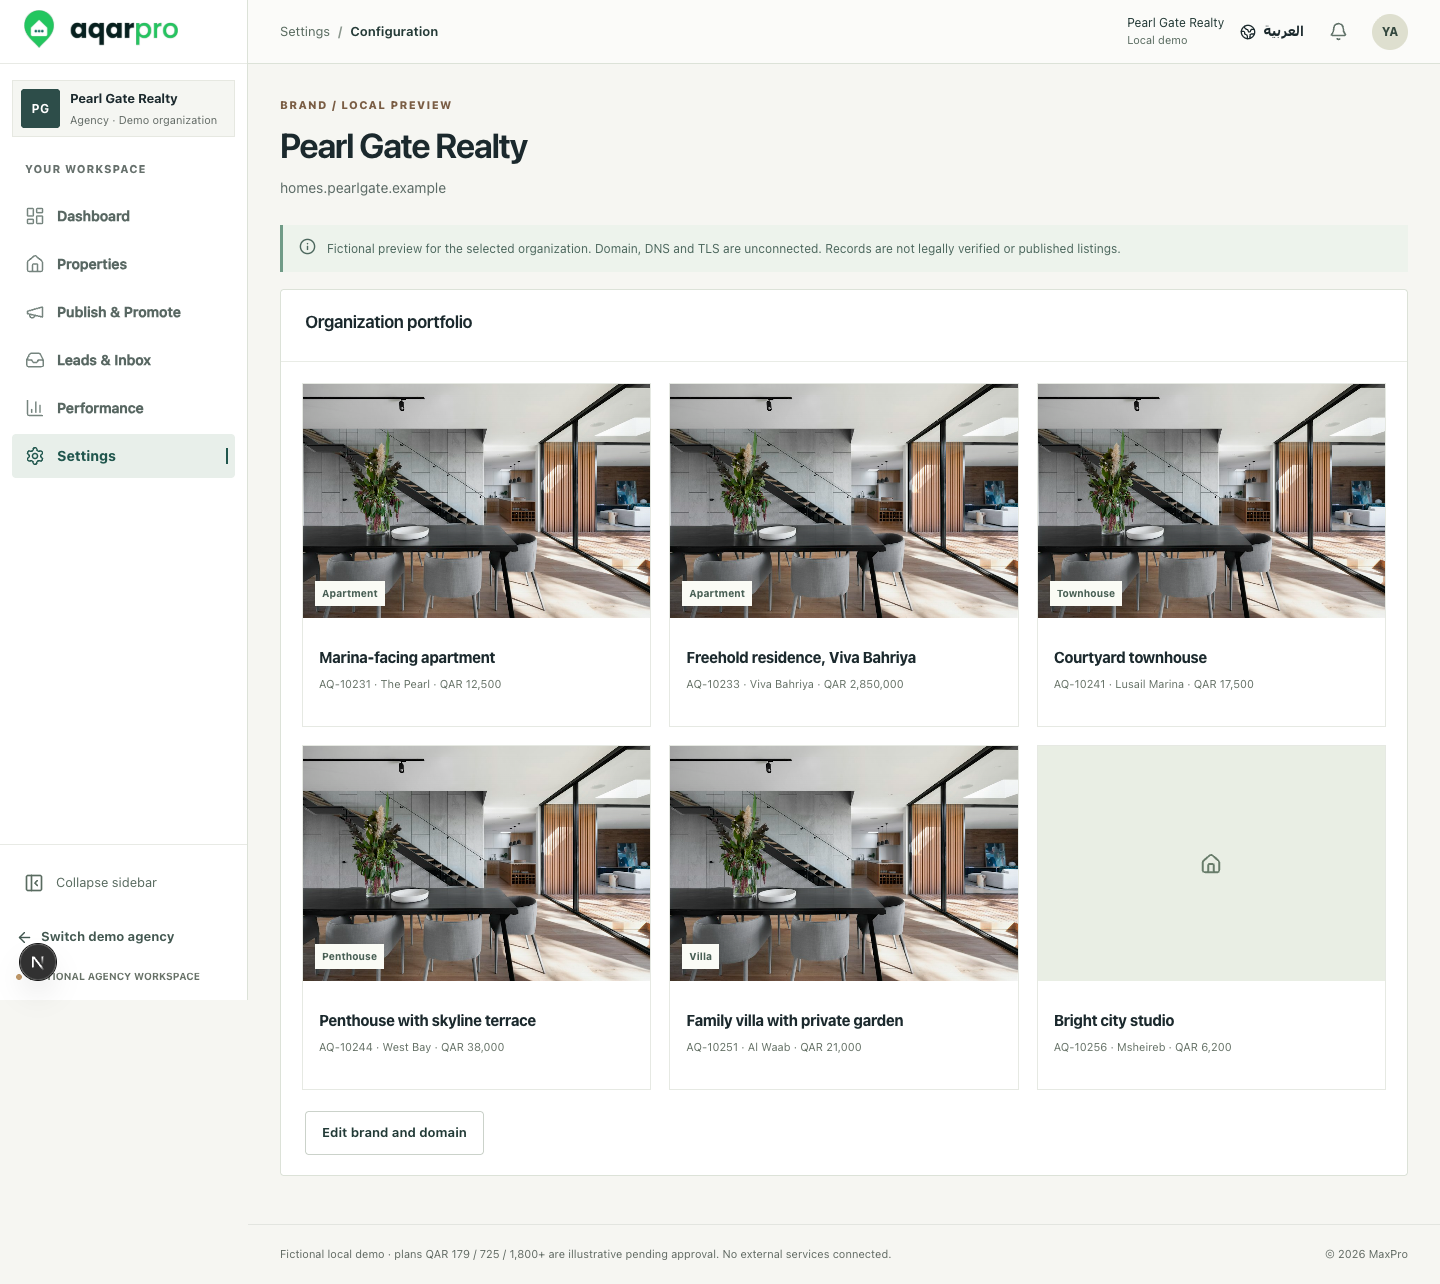 aqarpro
Settings / Configuration
Pearl Gate Realty
Local demo
العربية
YA
PG
Pearl Gate Realty
Agency · Demo organization
YOUR WORKSPACE
Dashboard
Properties
Publish & Promote
Leads & Inbox
Performance
Settings
Collapse sidebar
Switch demo agency
N
IONAL AGENCY WORKSPACE
BRAND / LOCAL PREVIEW
Pearl Gate Realty
homes.pearlgate.example
Fictional preview for the selected organization. Domain, DNS and TLS are unconnected. Records are not legally verified or published listings.
Organization portfolio
Apartment
Marina-facing apartment
AQ-10231 · The Pearl · QAR 12,500
Apartment
Freehold residence, Viva Bahriya
AQ-10233 · Viva Bahriya · QAR 2,850,000
Townhouse
Courtyard townhouse
AQ-10241 · Lusail Marina · QAR 17,500
Penthouse
Penthouse with skyline terrace
AQ-10244 · West Bay · QAR 38,000
Villa
Family villa with private garden
AQ-10251 · Al Waab · QAR 21,000
Bright city studio
AQ-10256 · Msheireb · QAR 6,200
Edit brand and domain
Fictional local demo · plans QAR 179 / 725 / 1,800+ are illustrative pending approval. No external services connected.
© 2026 MaxPro